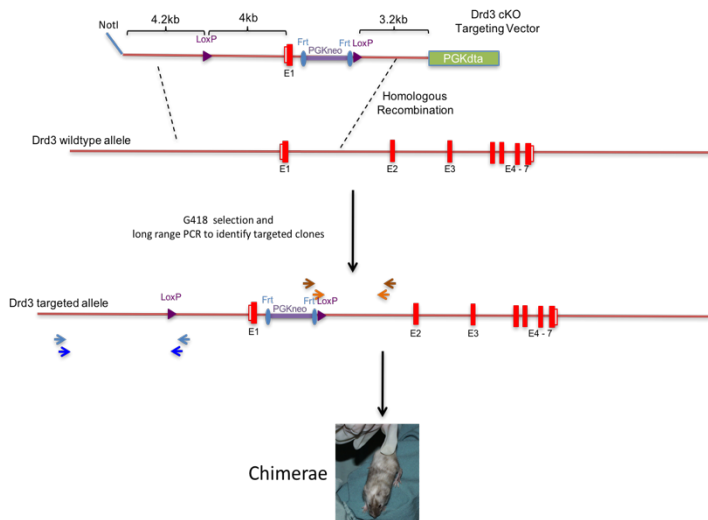 4.2kb 4kb 3.2kb Drd3 cKO
Targeting Vector
NotI
LoxP Frt PGKneo Frt LoxP
PGKdta
E1
Homologous
Recombination
Drd3 wildtype allele
E1 E2 E3 E4 - 7
G418 selection and
long range PCR to identify targeted clones
Drd3 targeted allele
LoxP Frt PGKneo Frt LoxP
E1 E2 E3 E4 - 7
Chimerae